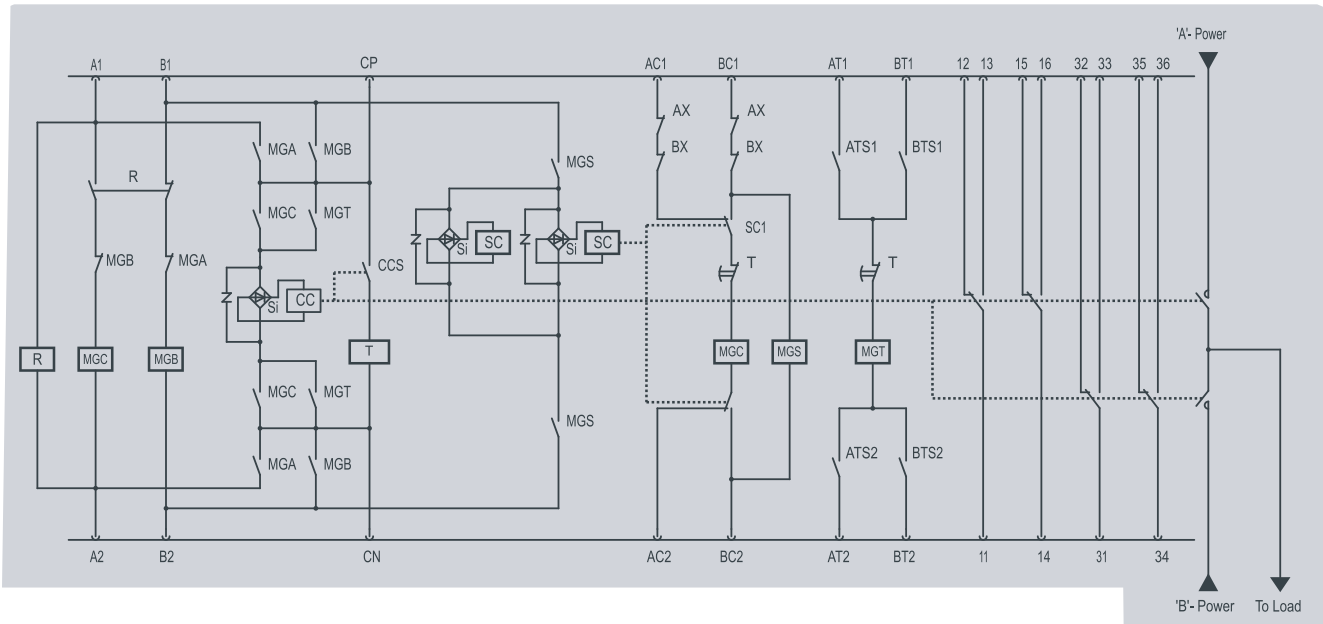 'A'- Power
A1 B1 CP AC1 BC1 AT1 BT1 12 13 15 16 32 33 35 36
AX AX
MGA MGB BX BX ATS1 BTS1
MGS
R
MGC MGT SC1
Si SC Si SC
MGB MGA CCS T T
Si CC
R MGC MGB T MGC MGS MGT
MGC MGT
MGS
MGA MGB ATS2 BTS2
A2 B2 CN AC2 BC2 AT2 BT2 11 14 31 34
'B'- Power To Load